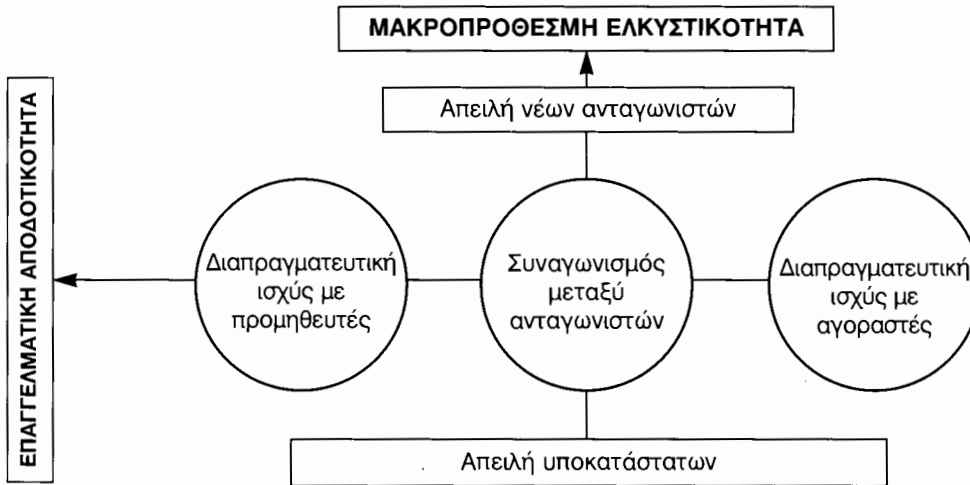 ΜΑΚΡΟΠΡΟΘΕΣΜΗ ΕΛΚΥΣΤΙΚΟΤΗΤΑ
Απειλή νέων ανταγωνιστών
ΕΠΑΓΓΕΛΜΑΤΙΚΗ ΑΠΟΔΟΤΙΚΟΤΗΤΑ
Διαπραγματευτική
ισχύς με
προμηθευτές
Συναγωνισμός
μεταξύ
ανταγωνιστών
Διαπραγματευτική
ισχύς με
αγοραστές
Απειλή υποκατάστατων